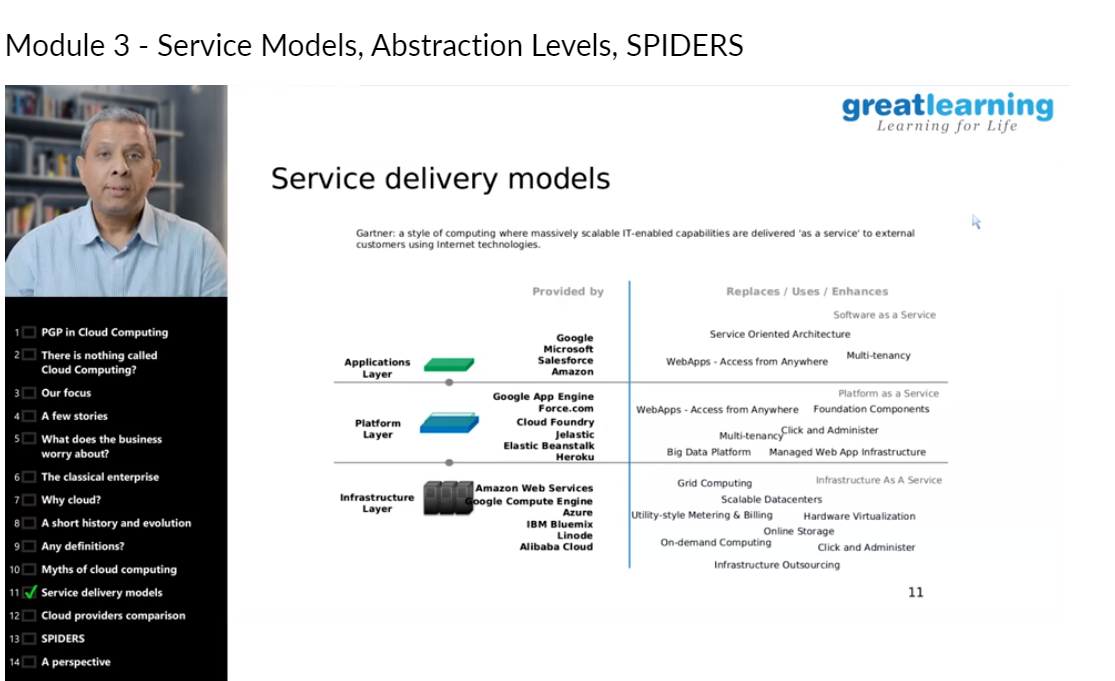 Module 3 - Service Models, Abstraction Levels, SPIDERS
greatlearning
Learning for Life
Service delivery models
Gartner: a style of computing where massively scalable IT-enabled capabilities are delivered 'as a service' to external
customers using Internet technologies.
Provided by
Replaces / Uses / Enhances
Applications
Layer
Google
Microsoft
Salesforce
Amazon
Software as a Service
Service Oriented Architecture
WebApps - Access from Anywhere
Multi-tenancy
Platform
Layer
Google App Engine
Force.com
Cloud Foundry
Jelastic
Elastic Beanstalk
Heroku
Platform as a Service
WebApps - Access from Anywhere
Foundation Components
Multi-tenancy
Click and Administer
Big Data Platform
Managed Web App Infrastructure
Infrastructure
Layer
Amazon Web Services
Google Compute Engine
Azure
IBM Bluemix
Linode
Alibaba Cloud
Grid Computing
Infrastructure As A Service
Scalable Datacenters
Utility-style Metering & Billing
Hardware Virtualization
Online Storage
On-demand Computing
Click and Administer
Infrastructure Outsourcing
11
1 PGP in Cloud Computing
2 There is nothing called
Cloud Computing?
3 Our focus
4 A few stories
5 What does the business
worry about?
6 The classical enterprise
7 Why cloud?
8 A short history and evolution
9 Any definitions?
10 Myths of cloud computing
11 Service delivery models
12 Cloud providers comparison
13 SPIDERS
14 A perspective